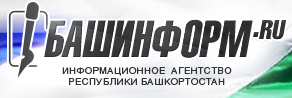 БАШИНФОРМ-RU
ИНФОРМАЦИОННОЕ АГЕНТСТВО
РЕСПУБЛИКИ БАШКОРТОСТАН